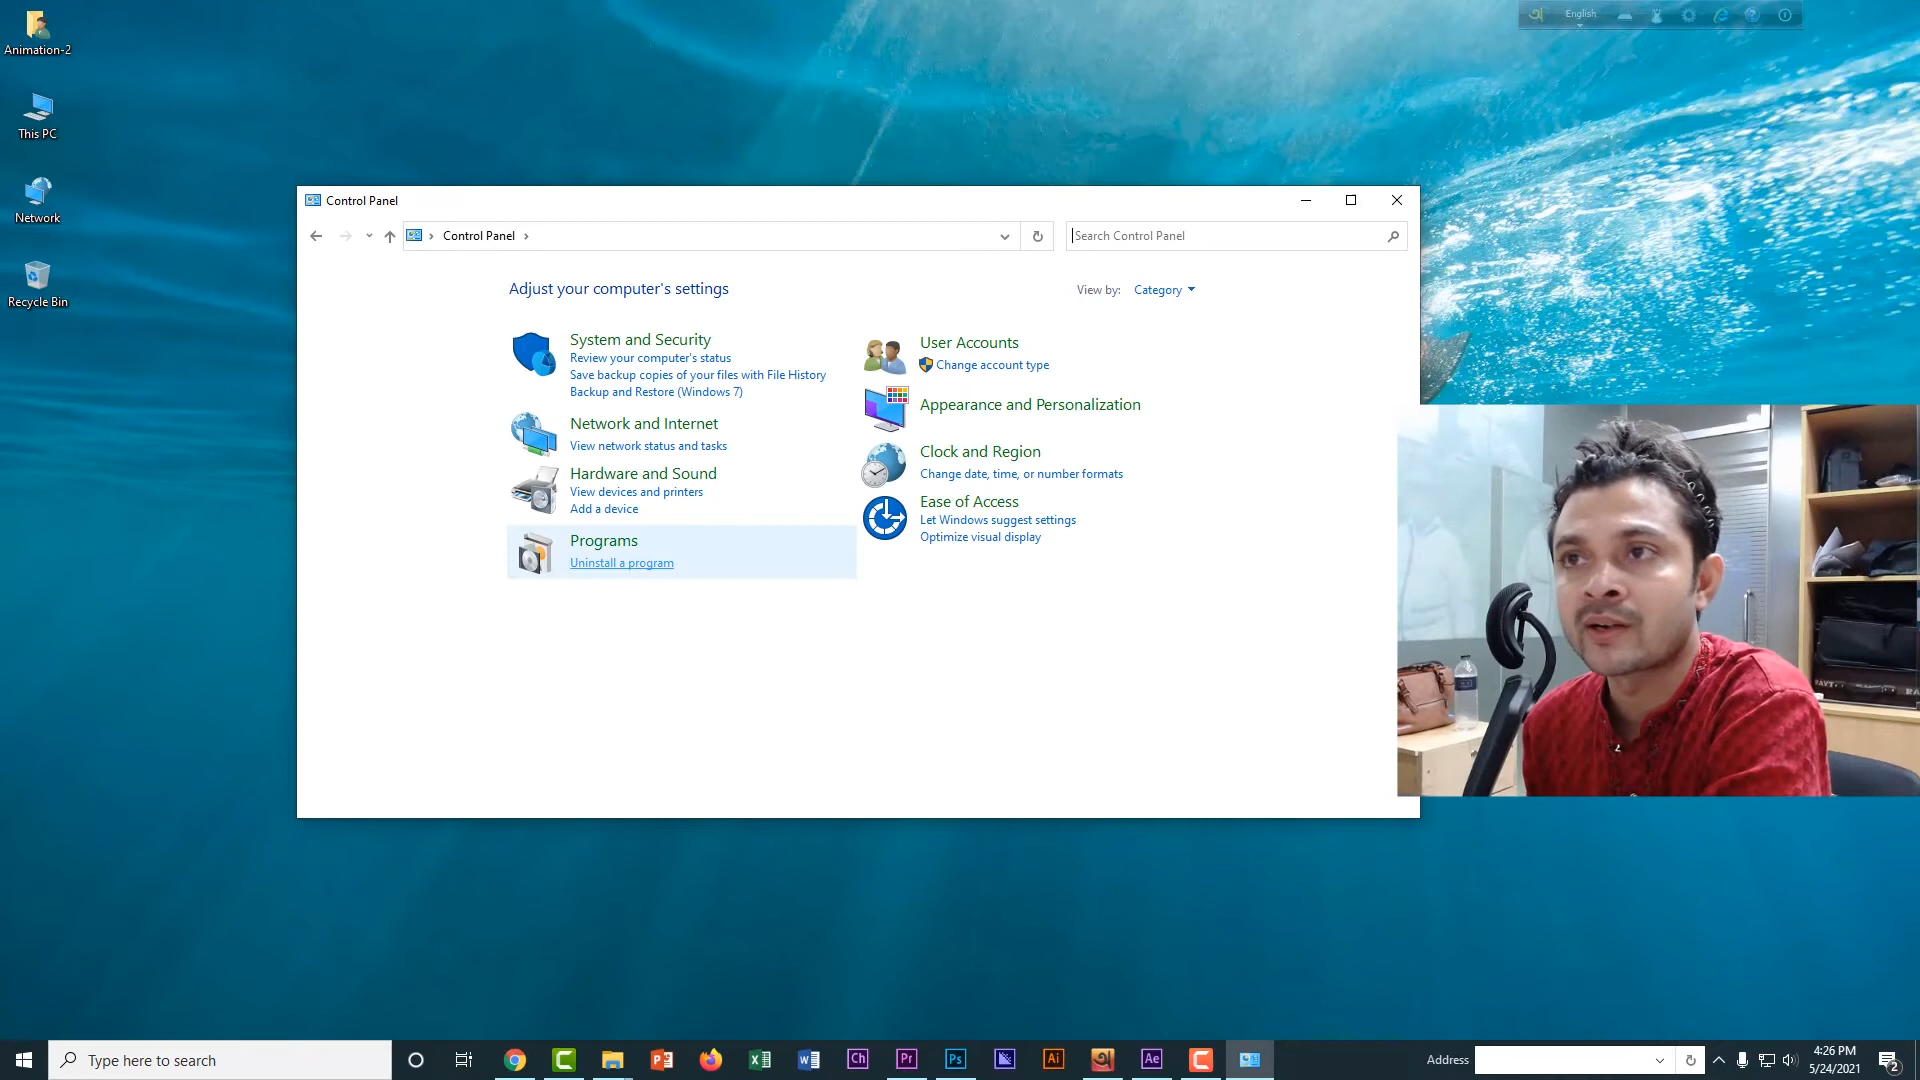 Animation-2
This PC
Network
Recycle Bin
English
Control Panel
Control Panel
Search Control Panel
Adjust your computer's settings
View by: Category
System and Security
Review your computer's status
Save backup copies of your files with File History
Backup and Restore (Windows 7)
Network and Internet
View network status and tasks
Hardware and Sound
View devices and printers
Add a device
Programs
Uninstall a program
User Accounts
Change account type
Appearance and Personalization
Clock and Region
Change date, time, or number formats
Ease of Access
Let Windows suggest settings
Optimize visual display
Type here to search
Ch
Pr
Ps
Ai
Ae
Address
4:26 PM
5/24/2021
2